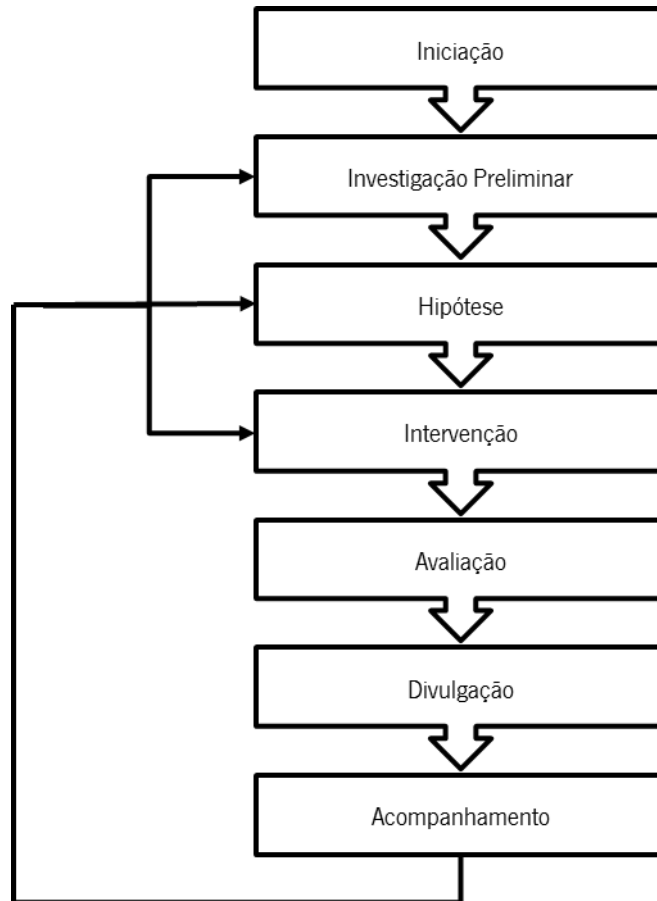 Iniciação
Investigação Preliminar
Hipótese
Intervenção
Avaliação
Divulgação
Acompanhamento